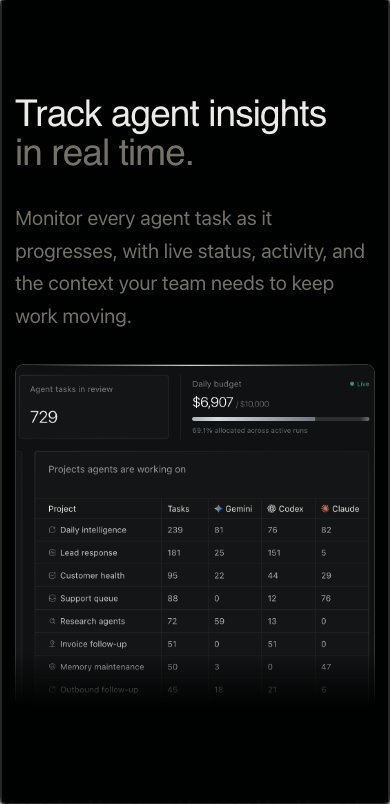 Track agent insights
in real time.
Monitor every agent task as it
progresses, with live status, activity, and
the context your team needs to keep
work moving.
Agent tasks in review
729
Daily budget
Live
$6,907 / $10,000
69.1% allocated across active runs
Projects agents are working on
Project Tasks Gemini Codex Claude
Daily intelligence 239 81 76 82
Lead response 181 25 151 5
Customer health 95 22 44 29
Support queue 88 0 12 76
Research agents 72 59 13 0
Invoice follow-up 51 0 51 0
Memory maintenance 50 3 0 47
Outbound follow-up 45 18 21 6